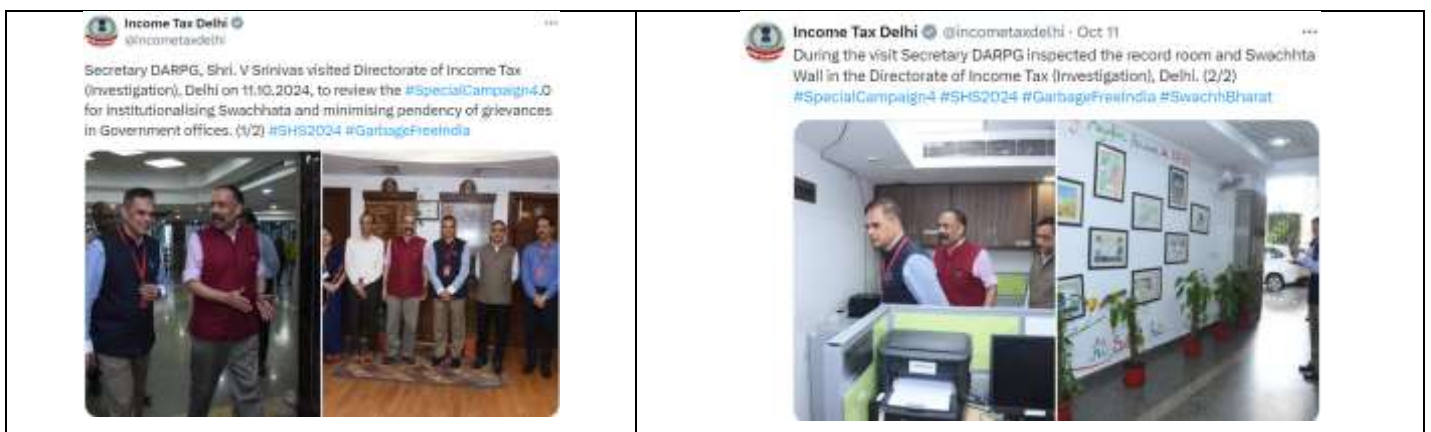 Income Tax Delhi
@incometaxdelhi
Secretary DARPG, Shri. V Srinivas visited Directorate of Income Tax
(Investigation), Delhi on 11.10.2024, to review the #SpecialCampaign4.0
for institutionalising Swachhata and minimising pendency of grievances
in Government offices. (1/2) #SHS2024 #GarbageFreeIndia
Income Tax Delhi @incometaxdelhi · Oct 11
During the visit Secretary DARPG inspected the record room and Swachhta
Wall in the Directorate of Income Tax (Investigation), Delhi. (2/2)
#SpecialCampaign4 #SHS2024 #GarbageFreeIndia #SwachhBharat